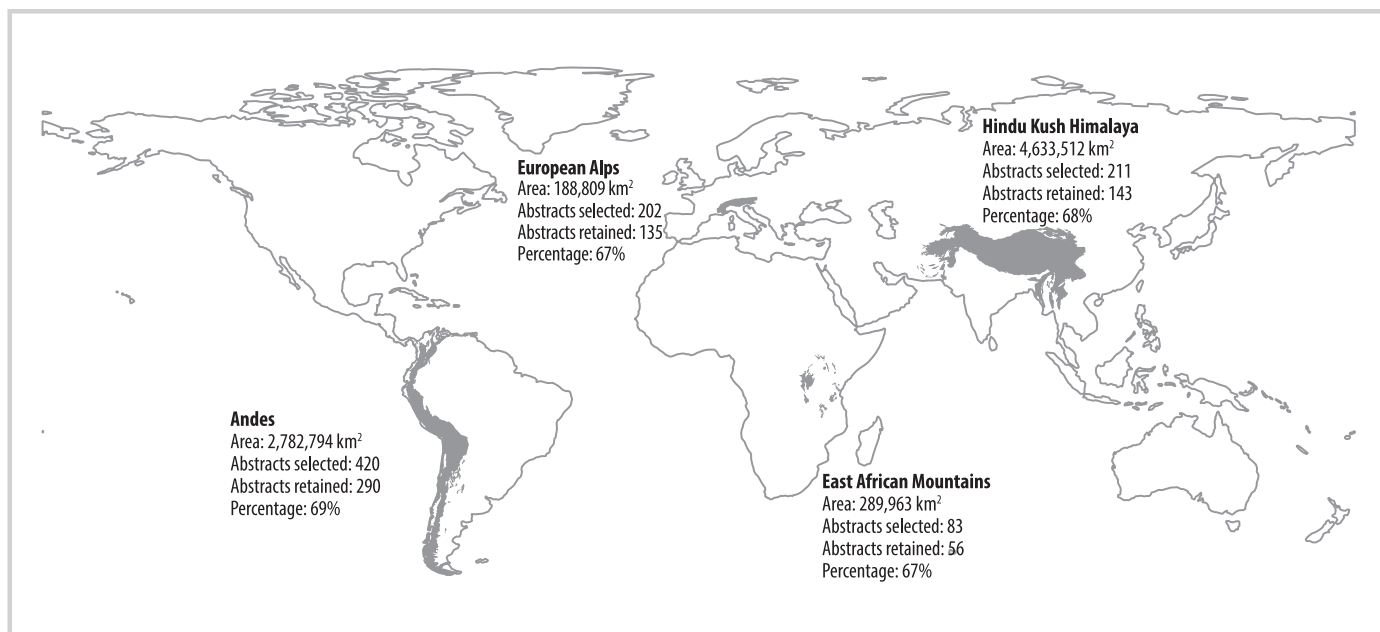 European Alps
Area: 188,809 km²
Abstracts selected: 202
Abstracts retained: 135
Percentage: 67%
Hindu Kush Himalaya
Area: 4,633,512 km²
Abstracts selected: 211
Abstracts retained: 143
Percentage: 68%
Andes
Area: 2,782,794 km²
Abstracts selected: 420
Abstracts retained: 290
Percentage: 69%
East African Mountains
Area: 289,963 km²
Abstracts selected: 83
Abstracts retained: 56
Percentage: 67%